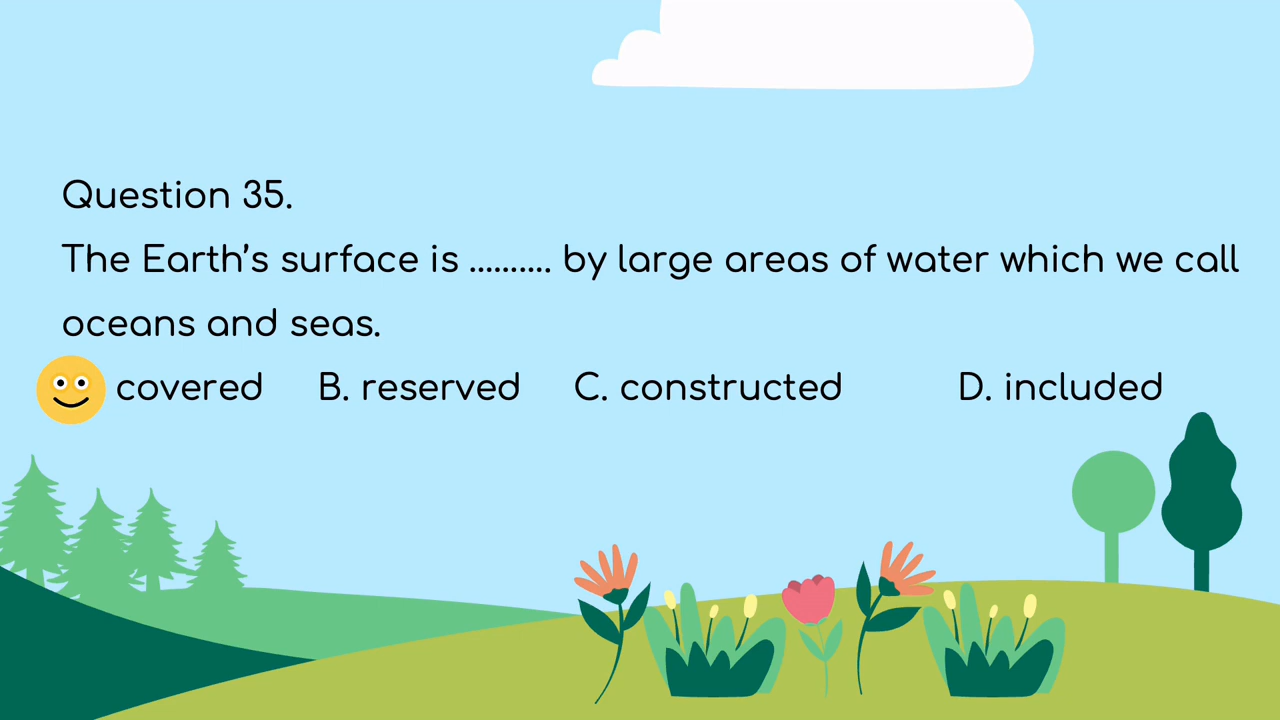 Question 35.
The Earth’s surface is .......... by large areas of water which we call
oceans and seas.
covered B. reserved C. constructed D. included